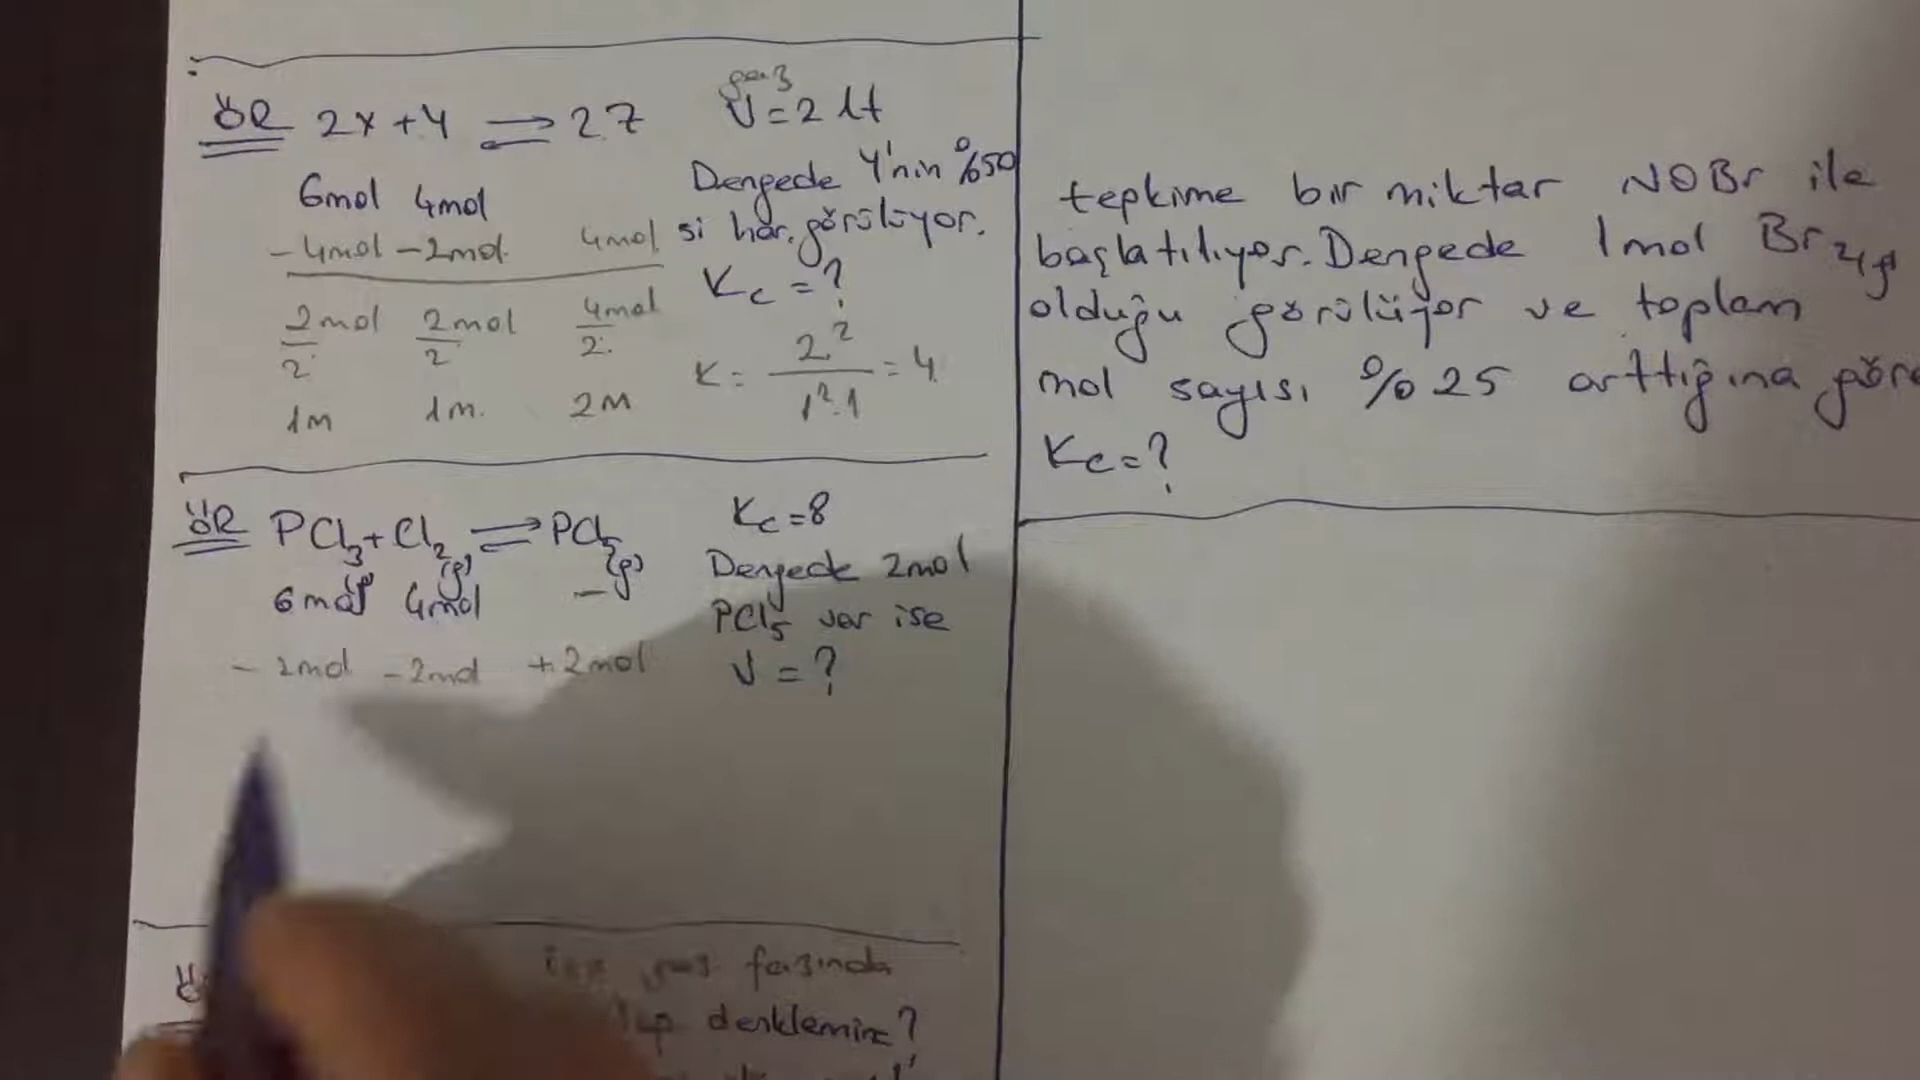 ÖR 2X + Y ⇌ 2Z
6mol 4mol
-4mol -2mol 4mol
2mol/2 2mol/2 4mol/2
1M 1M. 2M
gaz
V = 2 lt
Dengede Y'nin %50
si har. görülüyor.
Kc = ?
K = 2²/1².1 = 4
ÖR PCl3 + Cl2(g) ⇌ PCl5(g)
6mol 4mol -
- 2mol - 2mol + 2mol
Kc = 8
Dengede 2mol
PCl5 var ise
V = ?
gaz fazında
denklemin?
tepkime bir miktar NOBr ile
başlatılıyor. Dengede 1mol Br2(g)
olduğu görülüyor ve toplam
mol sayısı %25 arttığına göre
Kc = ?